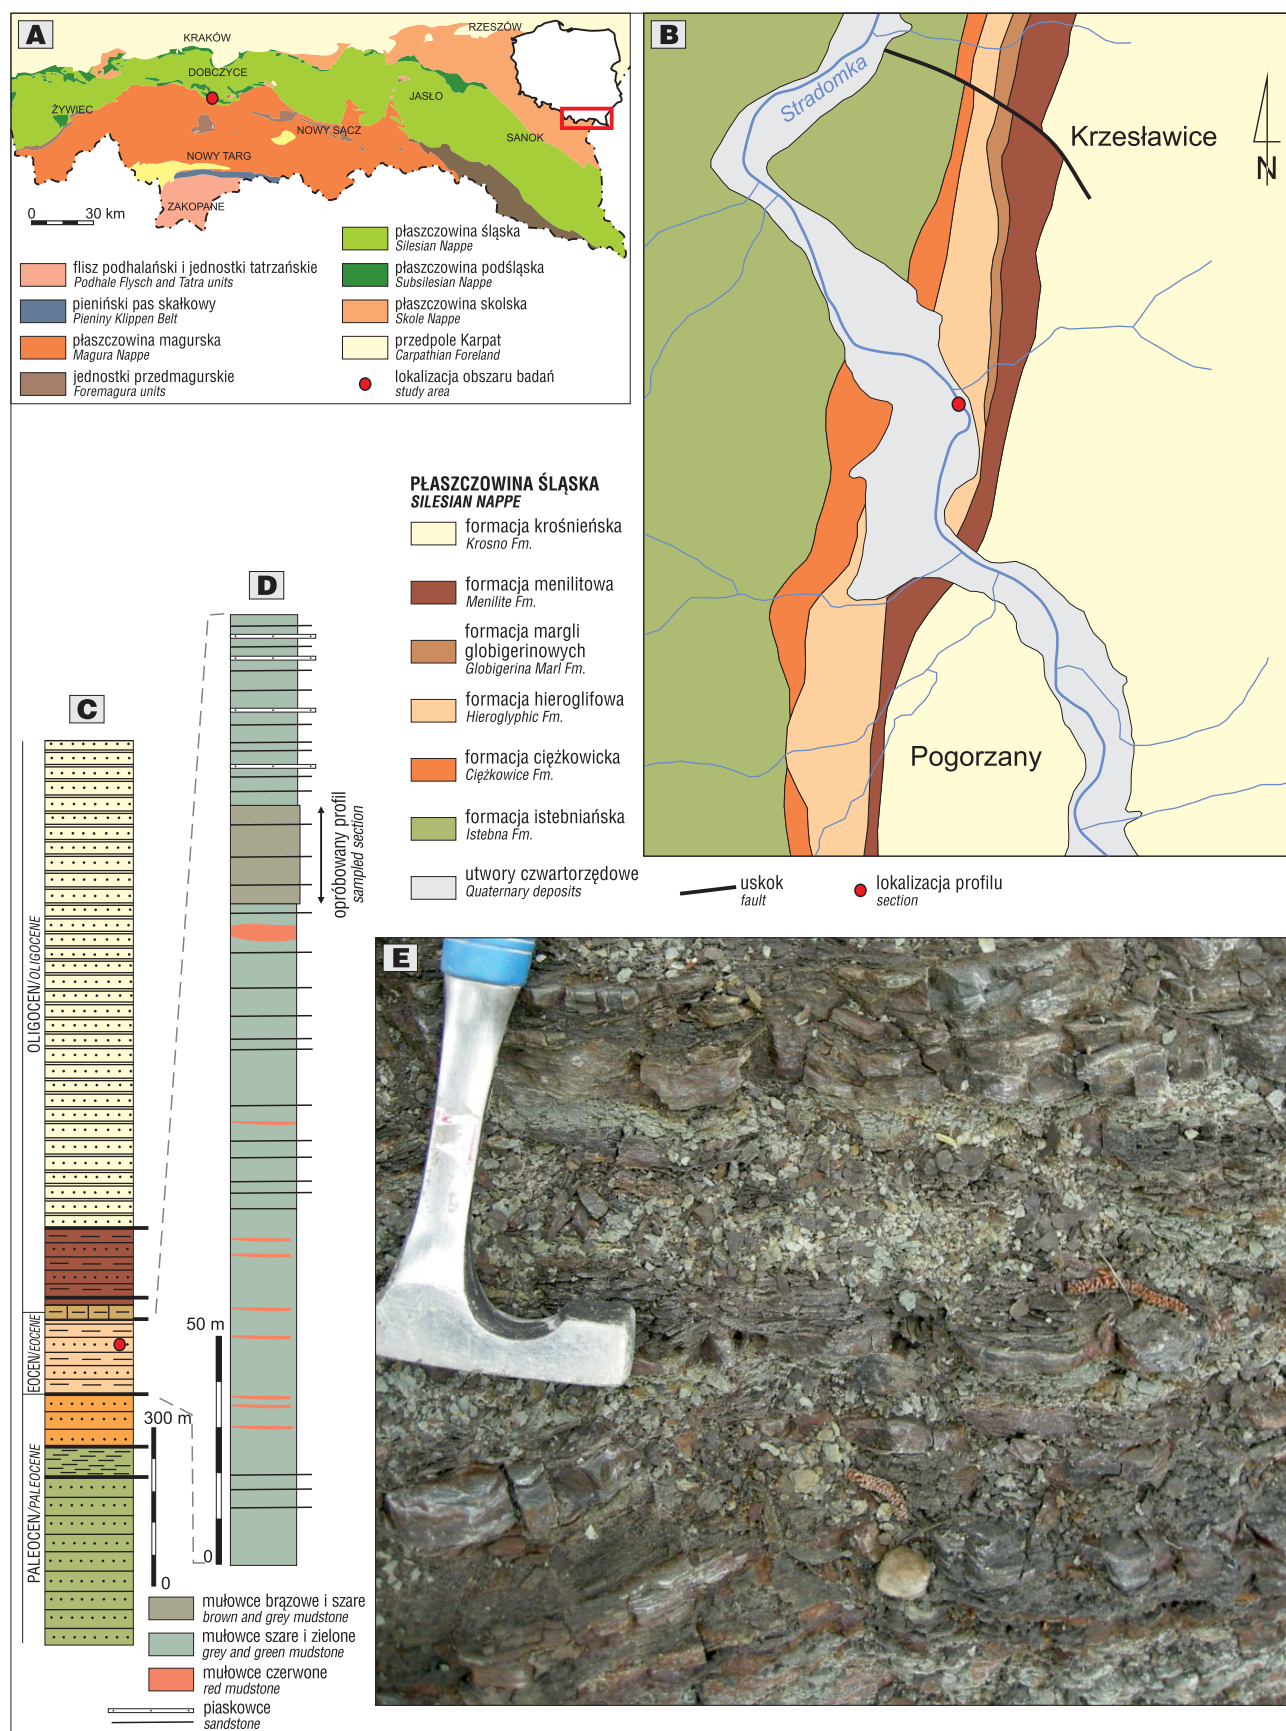 A
KRAKÓW
RZESZÓW
DOBCZYCE
ŻYWIEC
JASŁO
NOWY SĄCZ
SANOK
NOWY TARG
ZAKOPANE
0 30 km
płaszczowina śląska
Silesian Nappe
flisz podhalański i jednostki tatrzańskie
Podhale Flysch and Tatra units
płaszczowina podśląska
Subsilesian Nappe
pieniński pas skałkowy
Pieniny Klippen Belt
płaszczowina skolska
Skole Nappe
płaszczowina magurska
Magura Nappe
przedpole Karpat
Carpathian Foreland
jednostki przedmagurskie
Foremagura units
lokalizacja obszaru badań
study area
B
Stradomka
Krzesławice
N
Pogorzany
PŁASZCZOWINA ŚLĄSKA
SILESIAN NAPPE
formacja krośnieńska
Krosno Fm.
formacja menilitowa
Menilite Fm.
formacja margli
globigerinowych
Globigerina Marl Fm.
formacja hieroglifowa
Hieroglyphic Fm.
formacja ciężkowicka
Ciężkowice Fm.
formacja istebniańska
Istebna Fm.
utwory czwartorzędowe
Quaternary deposits
uskok
fault
lokalizacja profilu
section
C
OLIGOCEN/OLIGOCENE
EOCEN/EOCENE
PALEOCEN/PALEOCENE
300 m
0
D
opróbowany profil
sampled section
50 m
0
mułowce brązowe i szare
brown and grey mudstone
mułowce szare i zielone
grey and green mudstone
mułowce czerwone
red mudstone
piaskowce
sandstone
E